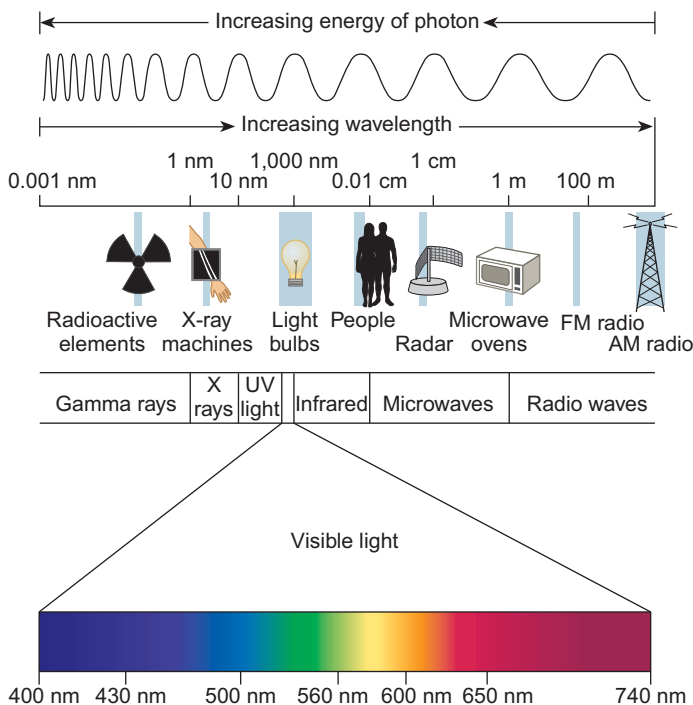 Increasing energy of photon
Increasing wavelength
1 nm 1,000 nm 1 cm
0.001 nm 10 nm 0.01 cm 1 m 100 m
Radioactive elements
X-ray machines
Light bulbs
People
Radar
Microwave ovens
FM radio
AM radio
Gamma rays
X rays
UV light
Infrared
Microwaves
Radio waves
Visible light
400 nm 430 nm 500 nm 560 nm 600 nm 650 nm 740 nm